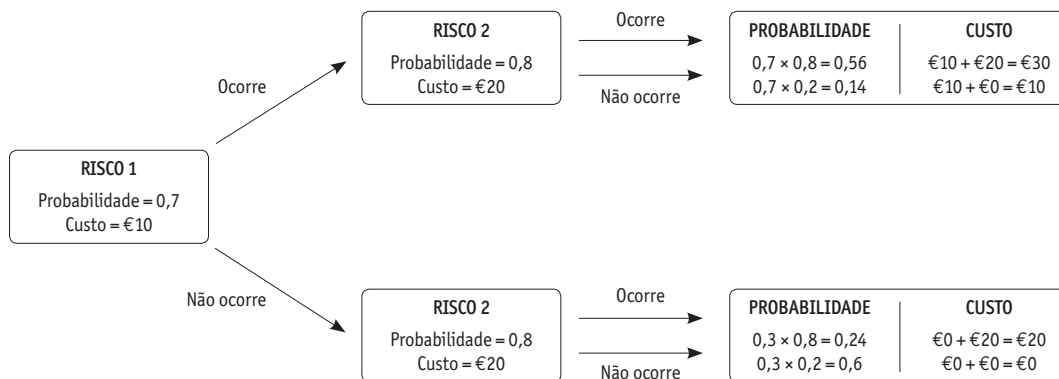 RISCO 1
Probabilidade = 0,7
Custo = €10
Ocorre
RISCO 2
Probabilidade = 0,8
Custo = €20
Ocorre
Não ocorre
PROBABILIDADE CUSTO
0,7 × 0,8 = 0,56 €10 + €20 = €30
0,7 × 0,2 = 0,14 €10 + €0 = €10
Não ocorre
RISCO 2
Probabilidade = 0,8
Custo = €20
Ocorre
Não ocorre
PROBABILIDADE CUSTO
0,3 × 0,8 = 0,24 €0 + €20 = €20
0,3 × 0,2 = 0,6 €0 + €0 = €0